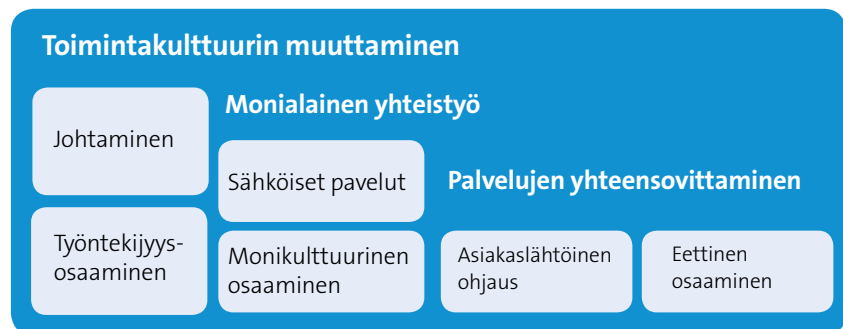 Toimintakulttuurin muuttaminen
Johtaminen
Työntekijyys-
osaaminen
Monialainen yhteistyö
Sähköiset pavelut
Monikulttuurinen
osaaminen
Palvelujen yhteensovittaminen
Asiakaslähtöinen
ohjaus
Eettinen
osaaminen